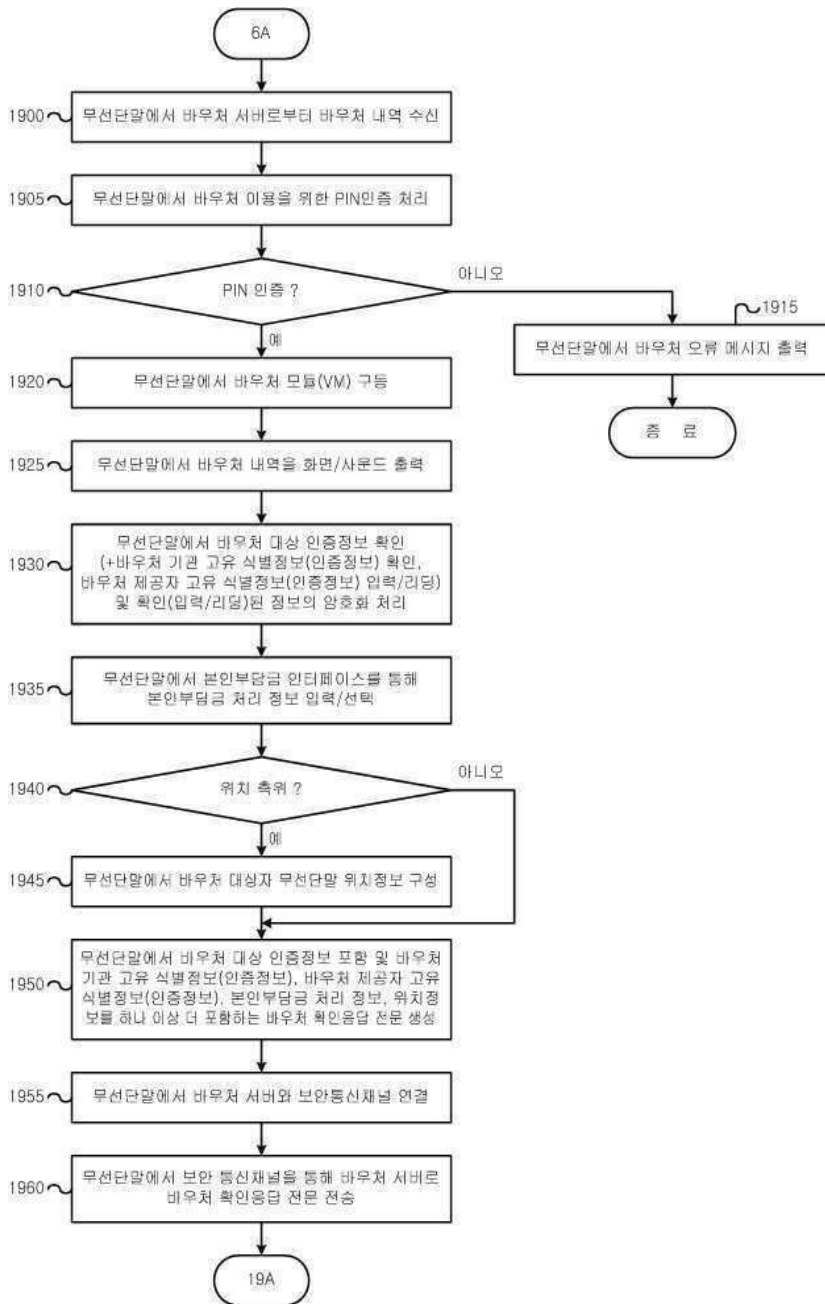 6A
1900
무선단말에서 바우처 서버로부터 바우처 내역 수신
1905
무선단말에서 바우처 이용을 위한 PIN인증 처리
1910
PIN 인증 ?
아니오
예
1915
무선단말에서 바우처 오류 메시지 출력
종 료
1920
무선단말에서 바우처 모듈(VM) 구동
1925
무선단말에서 바우처 내역을 화면/사운드 출력
1930
무선단말에서 바우처 대상 인증정보 확인
(+바우처 기관 고유 식별정보(인증정보) 확인,
바우처 제공자 고유 식별정보(인증정보) 입력/리딩)
및 확인(입력/리딩)된 정보의 암호화 처리
1935
무선단말에서 본인부담금 인터페이스를 통해
본인부담금 처리 정보 입력/선택
1940
위치 측위 ?
아니오
예
1945
무선단말에서 바우처 대상자 무선단말 위치정보 구성
1950
무선단말에서 바우처 대상 인증정보 포함 및 바우처
기관 고유 식별정보(인증정보), 바우처 제공자 고유
식별정보(인증정보), 본인부담금 처리 정보, 위치정
보를 하나 이상 더 포함하는 바우처 확인응답 전문 생성
1955
무선단말에서 바우처 서버와 보안통신채널 연결
1960
무선단말에서 보안 통신채널을 통해 바우처 서버로
바우처 확인응답 전문 전송
19A